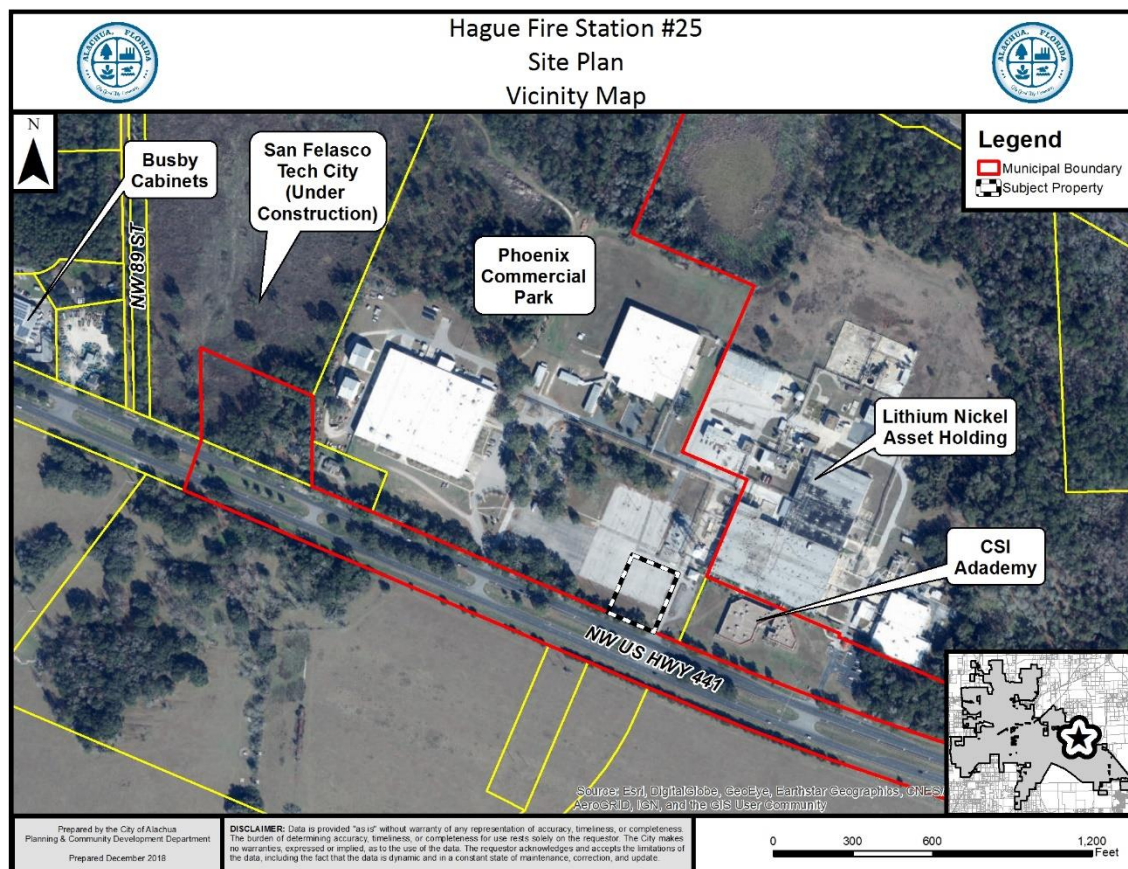 Hague Fire Station #25
Site Plan
Vicinity Map
ALACHUA, FLORIDA
ALACHUA, FLORIDA
N
Busby
Cabinets
San Felasco
Tech City
(Under
Construction)
Phoenix
Commercial
Park
Legend
Municipal Boundary
Subject Property
NW 89 ST
Lithium Nickel
Asset Holding
CSI
Adademy
NW US HWY 441
Source: Esri, DigitalGlobe, GeoEye, Earthstar Geographics, CNES/
AeroGRID, IGN, and the GIS User Community
Prepared by the City of Alachua
Planning & Community Development Department
Prepared December 2018
DISCLAIMER: Data is provided "as is" without warranty of any representation of accuracy, timeliness, or completeness.
The burden of determining accuracy, timeliness, or completeness for use rests solely on the requestor. The City makes
no warranties, expressed or implied, as to the use of the data. The requestor acknowledges and accepts the limitations of
the data, including the fact that the data is dynamic and in a constant state of maintenance, correction, and update.
0 300 600 1,200
Feet